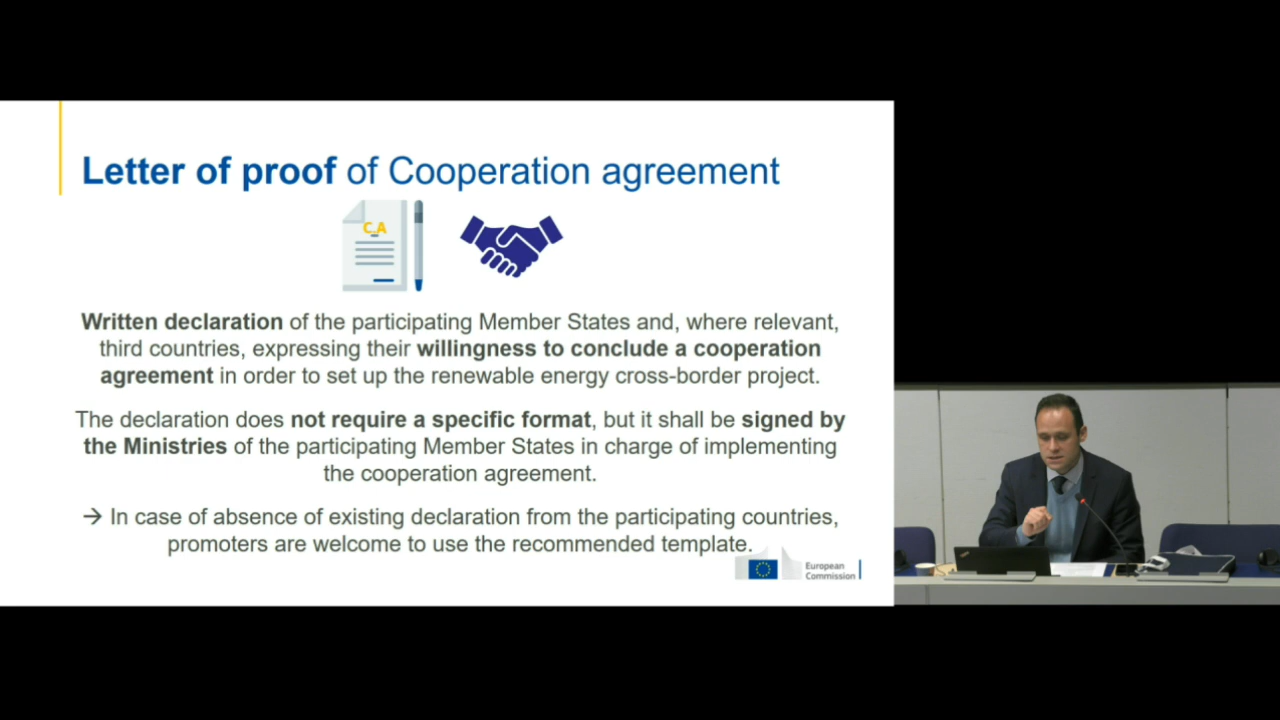 Letter of proof of Cooperation agreement
C_A
Written declaration of the participating Member States and, where relevant,
third countries, expressing their willingness to conclude a cooperation
agreement in order to set up the renewable energy cross-border project.
The declaration does not require a specific format, but it shall be signed by
the Ministries of the participating Member States in charge of implementing
the cooperation agreement.
→ In case of absence of existing declaration from the participating countries,
promoters are welcome to use the recommended template.
European
Commission